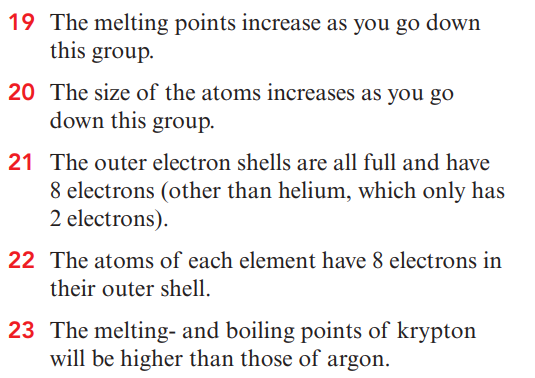 19 The melting points increase as you go down
this group.
20 The size of the atoms increases as you go
down this group.
21 The outer electron shells are all full and have
8 electrons (other than helium, which only has
2 electrons).
22 The atoms of each element have 8 electrons in
their outer shell.
23 The melting- and boiling points of krypton
will be higher than those of argon.